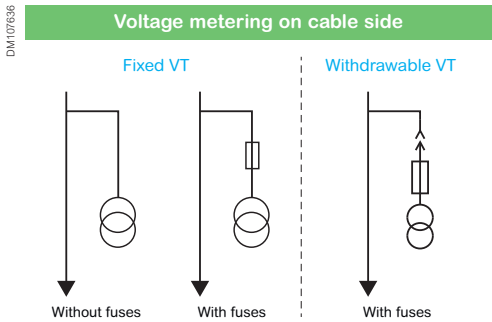 DM107636
Voltage metering on cable side
Fixed VT
Withdrawable VT
Without fuses
With fuses
With fuses